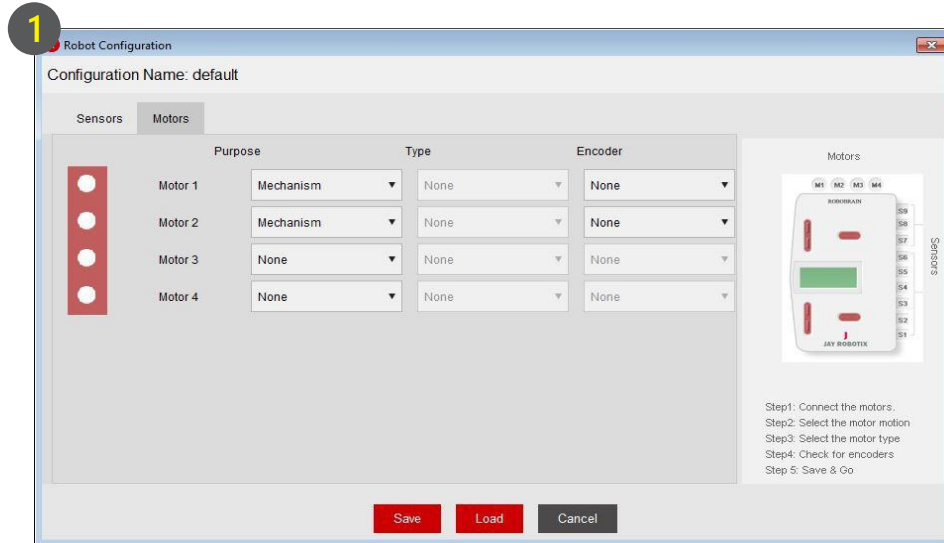 1
Robot Configuration
Configuration Name: default
Sensors Motors
Purpose Type Encoder
Motor 1 Mechanism None None
Motor 2 Mechanism None None
Motor 3 None None None
Motor 4 None None None
Save Load Cancel
Motors
M1 M2 M3 M4
ROBOBRAIN
S9
S8
S7
S6
S5
S4
S3
S2
S1
Sensors
JAY ROBOTIX
Step1: Connect the motors.
Step2: Select the motor motion
Step3: Select the motor type
Step4: Check for encoders
Step 5: Save & Go